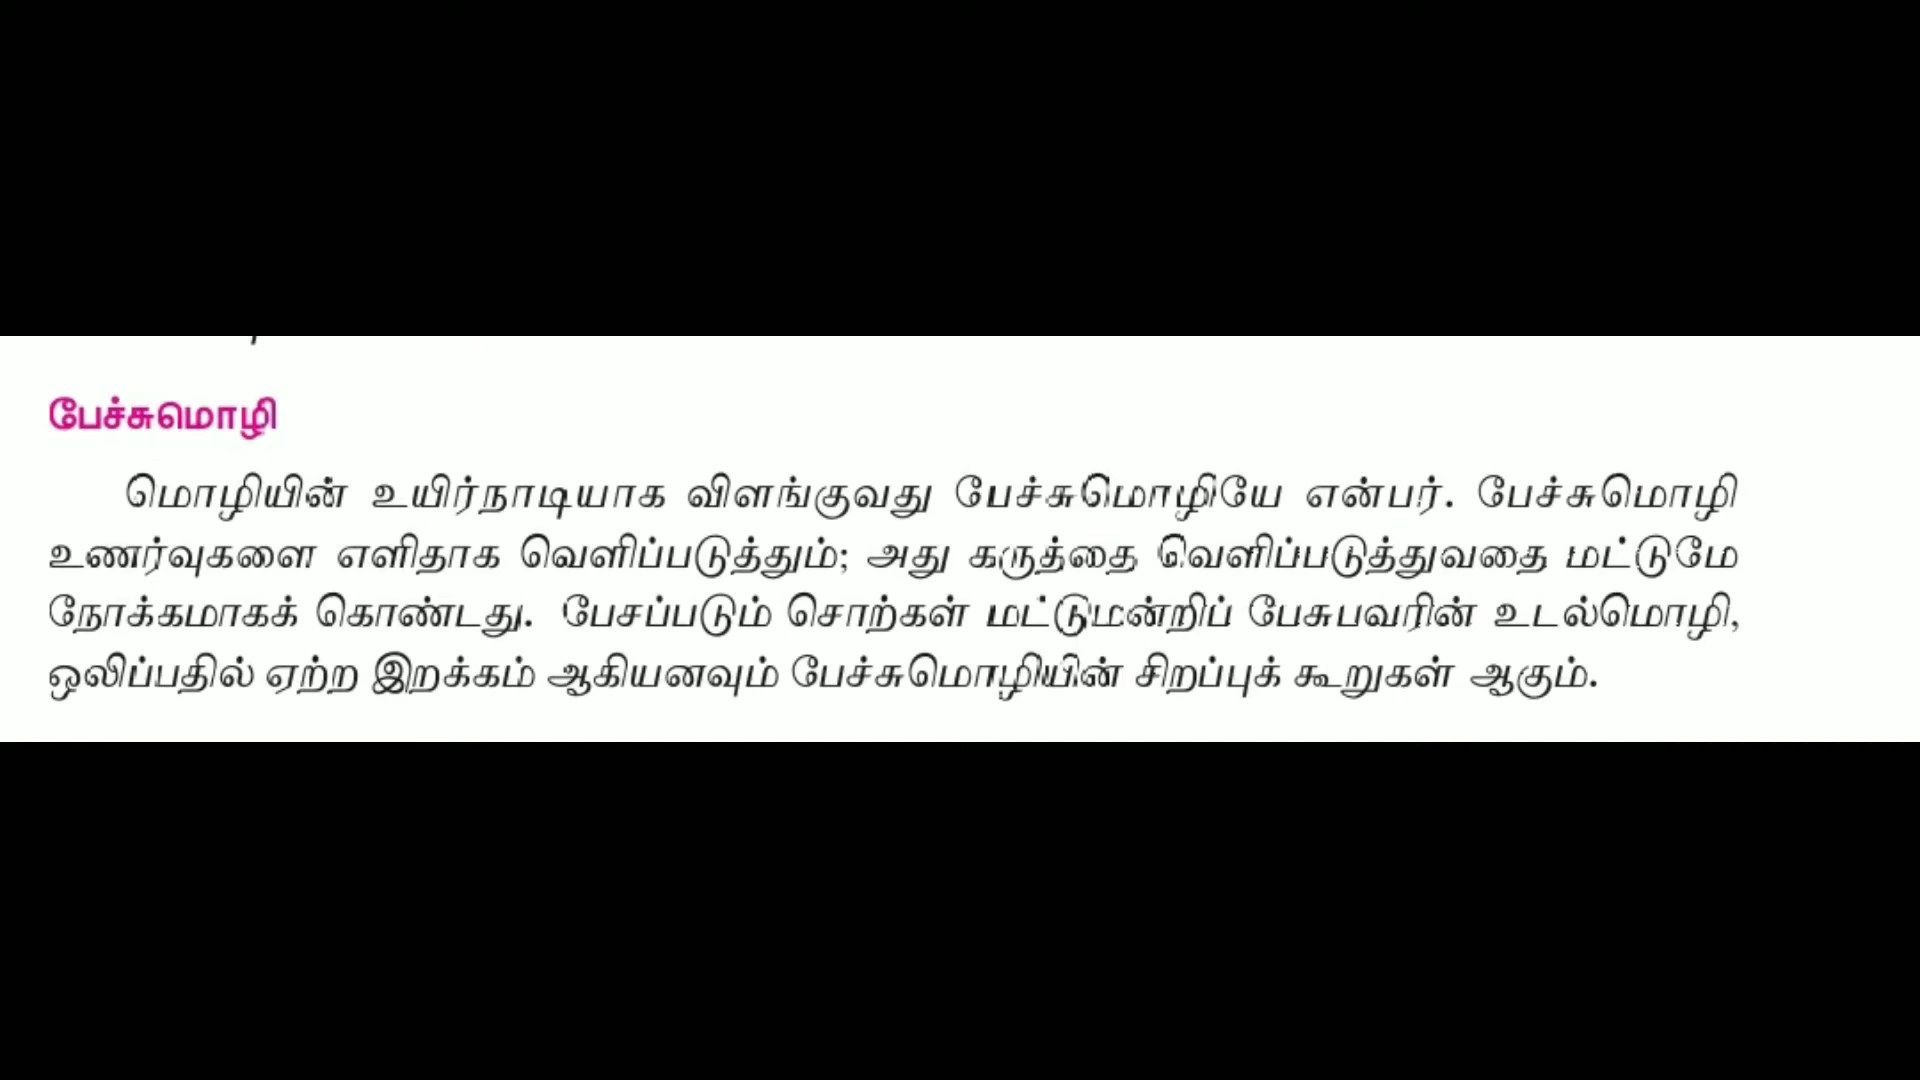 பேச்சுமொழி
மொழியின் உயிர்நாடியாக விளங்குவது பேச்சுமொழியே என்பர். பேச்சுமொழி
உணர்வுகளை எளிதாக வெளிப்படுத்தும்; அது கருத்தை வெளிப்படுத்துவதை மட்டுமே
நோக்கமாகக் கொண்டது. பேசப்படும் சொற்கள் மட்டுமன்றிப் பேசுபவரின் உடல்மொழி,
ஒலிப்பதில் ஏற்ற இறக்கம் ஆகியனவும் பேச்சுமொழியின் சிறப்புக் கூறுகள் ஆகும்.